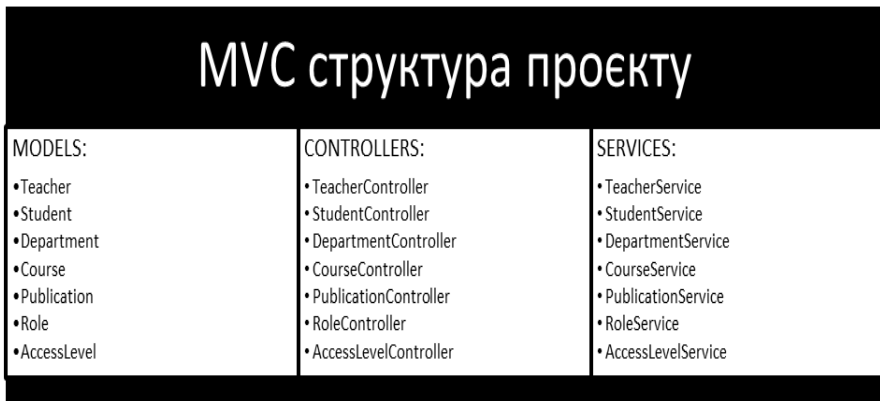 MVC структура проєкту
MODELS:
•Teacher
•Student
•Department
•Course
•Publication
•Role
•AccessLevel
CONTROLLERS:
• TeacherController
• StudentController
• DepartmentController
• CourseController
• PublicationController
• RoleController
• AccessLevelController
SERVICES:
• TeacherService
• StudentService
• DepartmentService
• CourseService
• PublicationService
• RoleService
• AccessLevelService